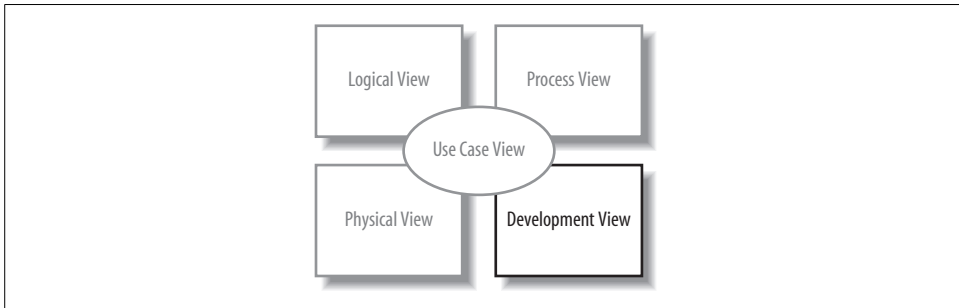 Logical View
Process View
Use Case View
Physical View
Development View